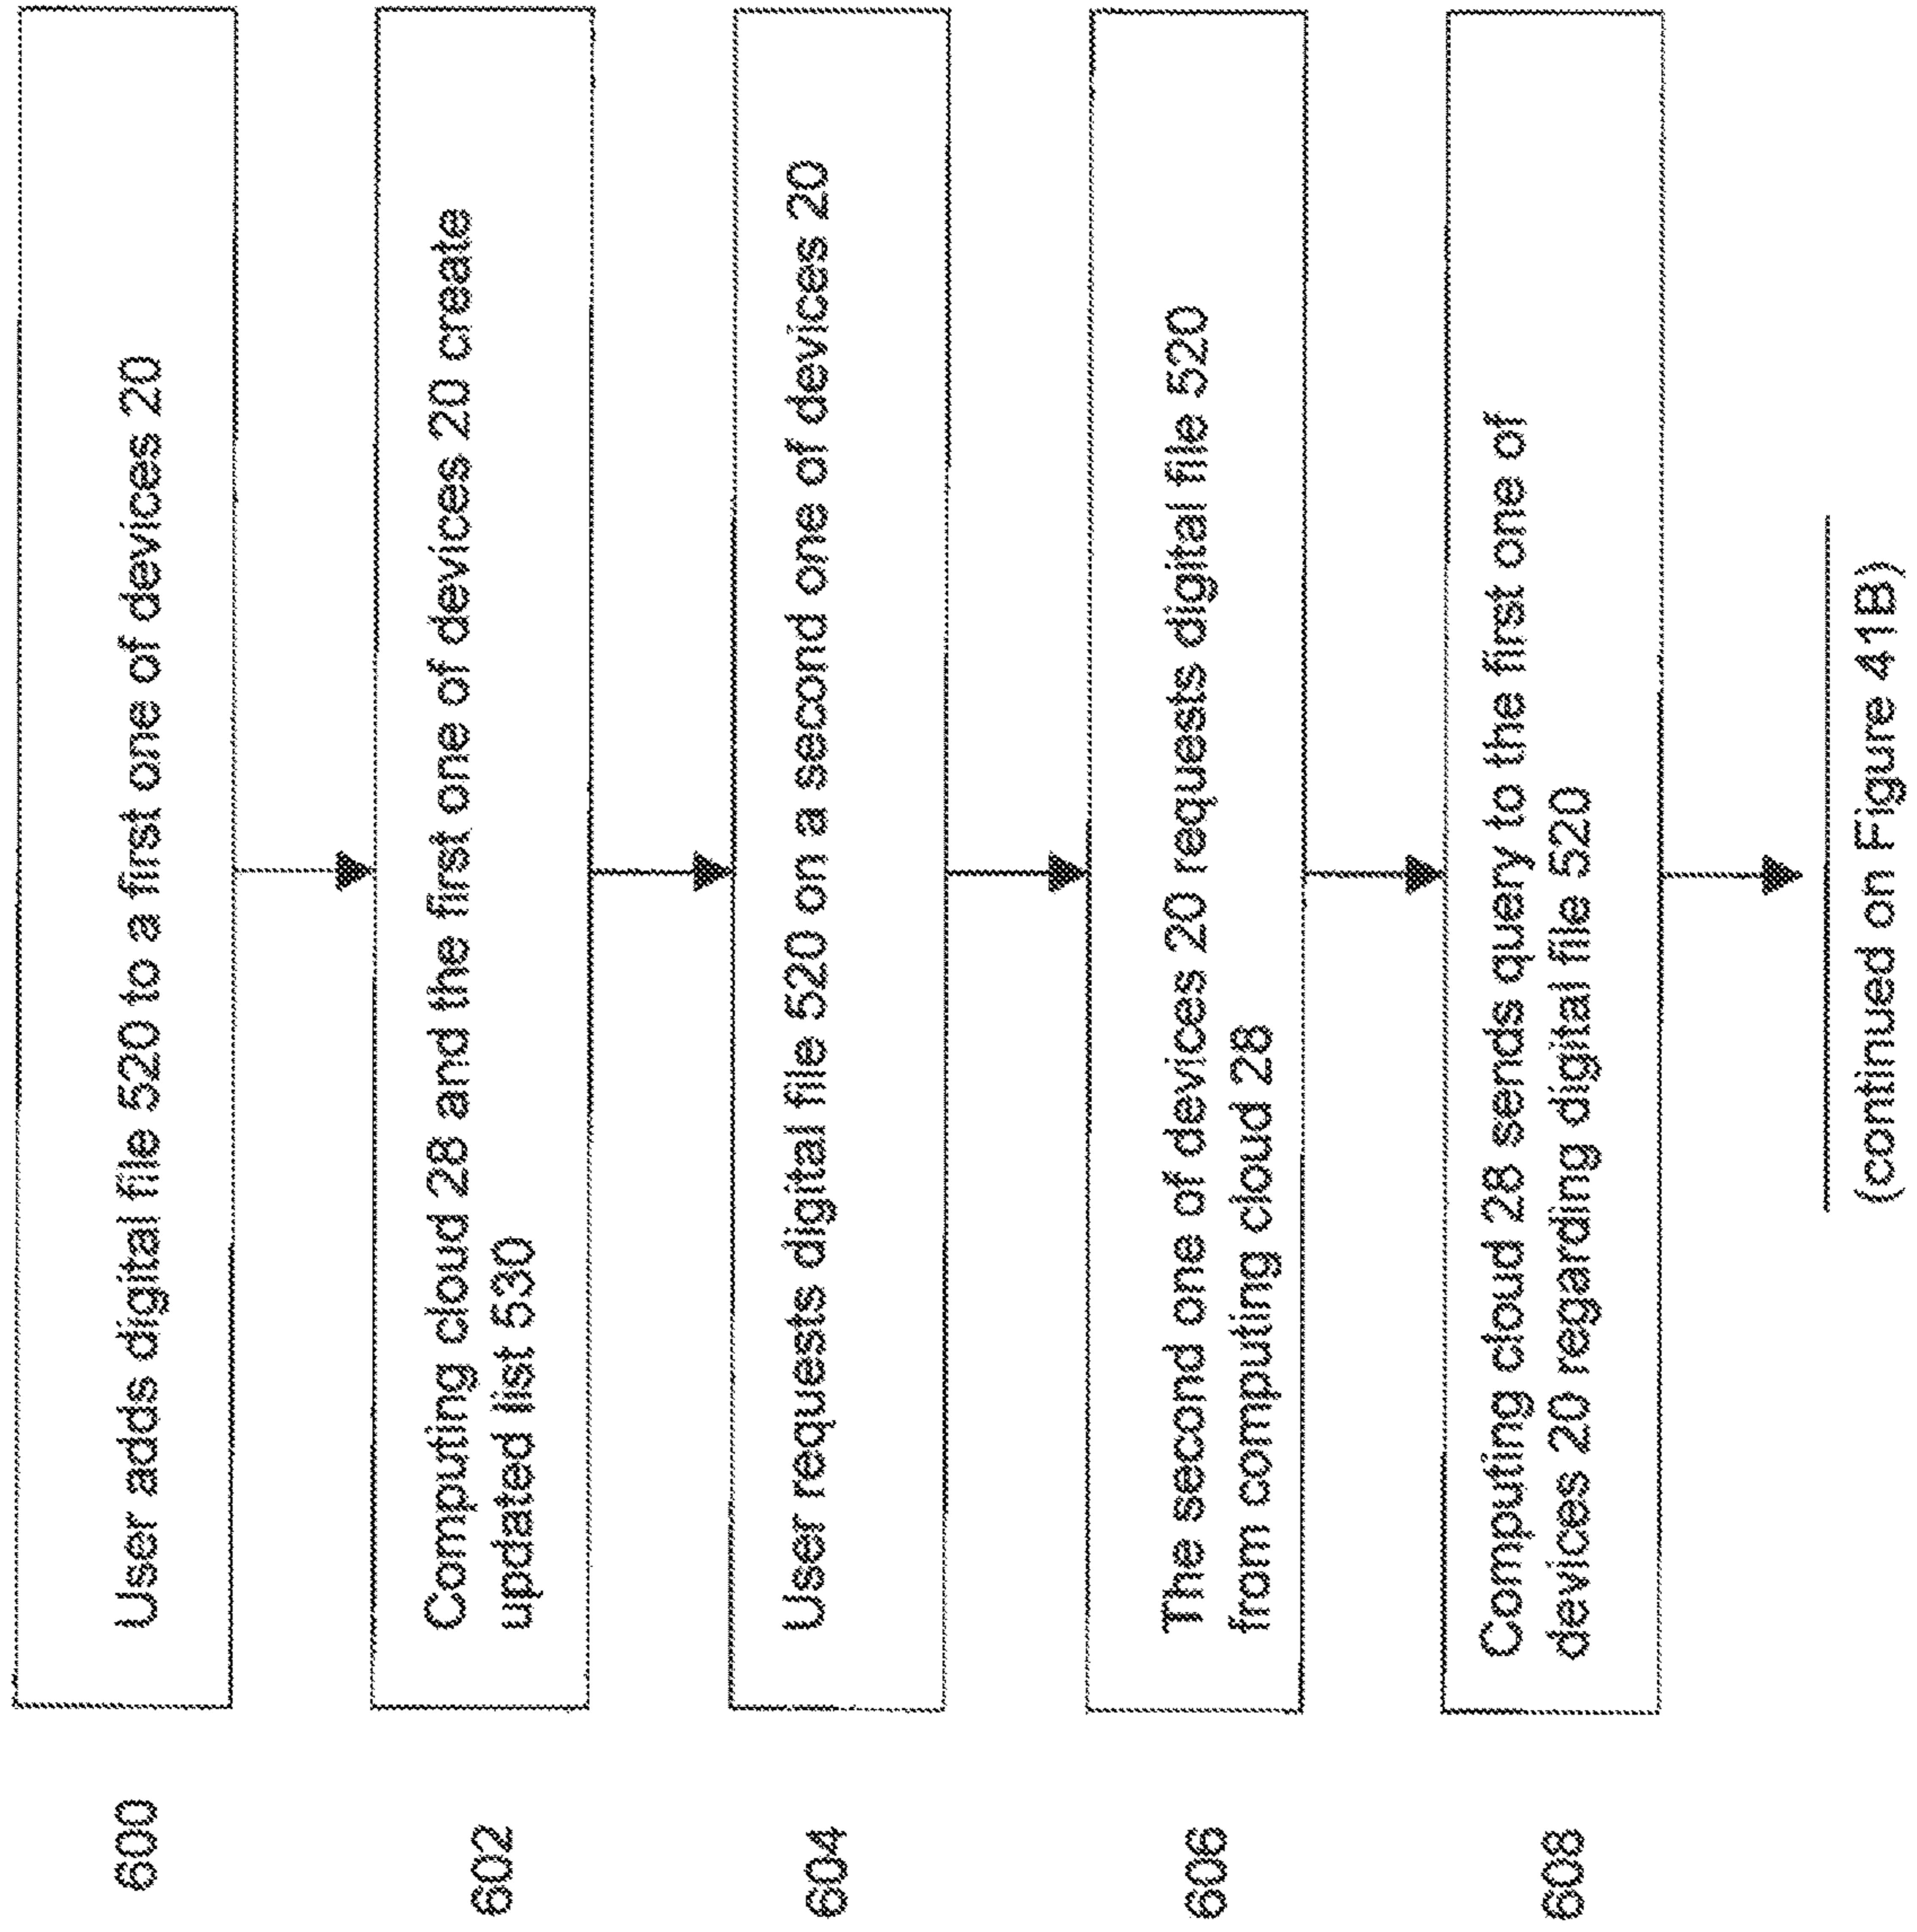 600
User adds digital file 520 to a first one of devices 20
602
Computing cloud 28 and the first one of devices 20 create
updated list 530
604
User requests digital file 520 on a second one of devices 20
606
The second one of devices 20 requests digital file 520
from computing cloud 28
608
Computing cloud 28 sends query to the first one of
devices 20 regarding digital file 520
(continued on Figure 41B)